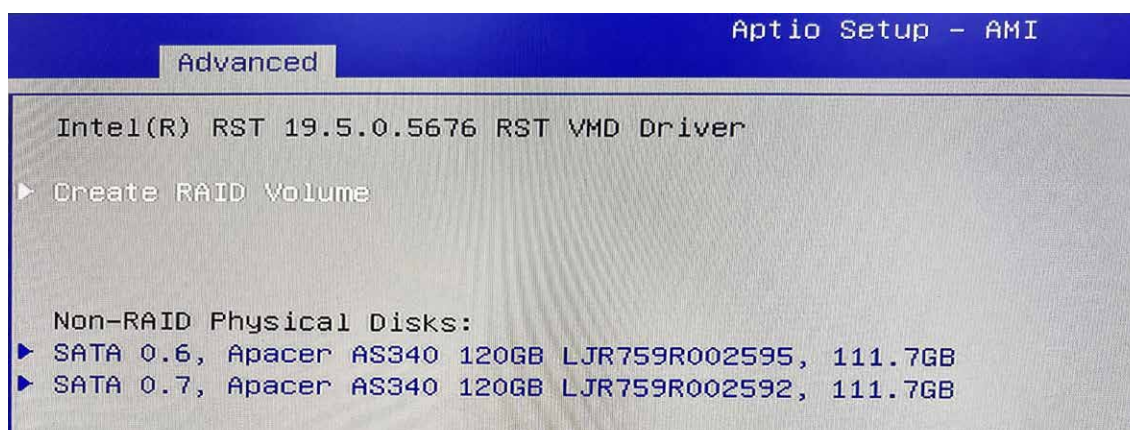 Aptio Setup – AMI
Advanced
Intel(R) RST 19.5.0.5676 RST VMD Driver
Create RAID Volume
Non-RAID Physical Disks:
SATA 0.6, Apacer AS340 120GB LJR759R002595, 111.7GB
SATA 0.7, Apacer AS340 120GB LJR759R002592, 111.7GB